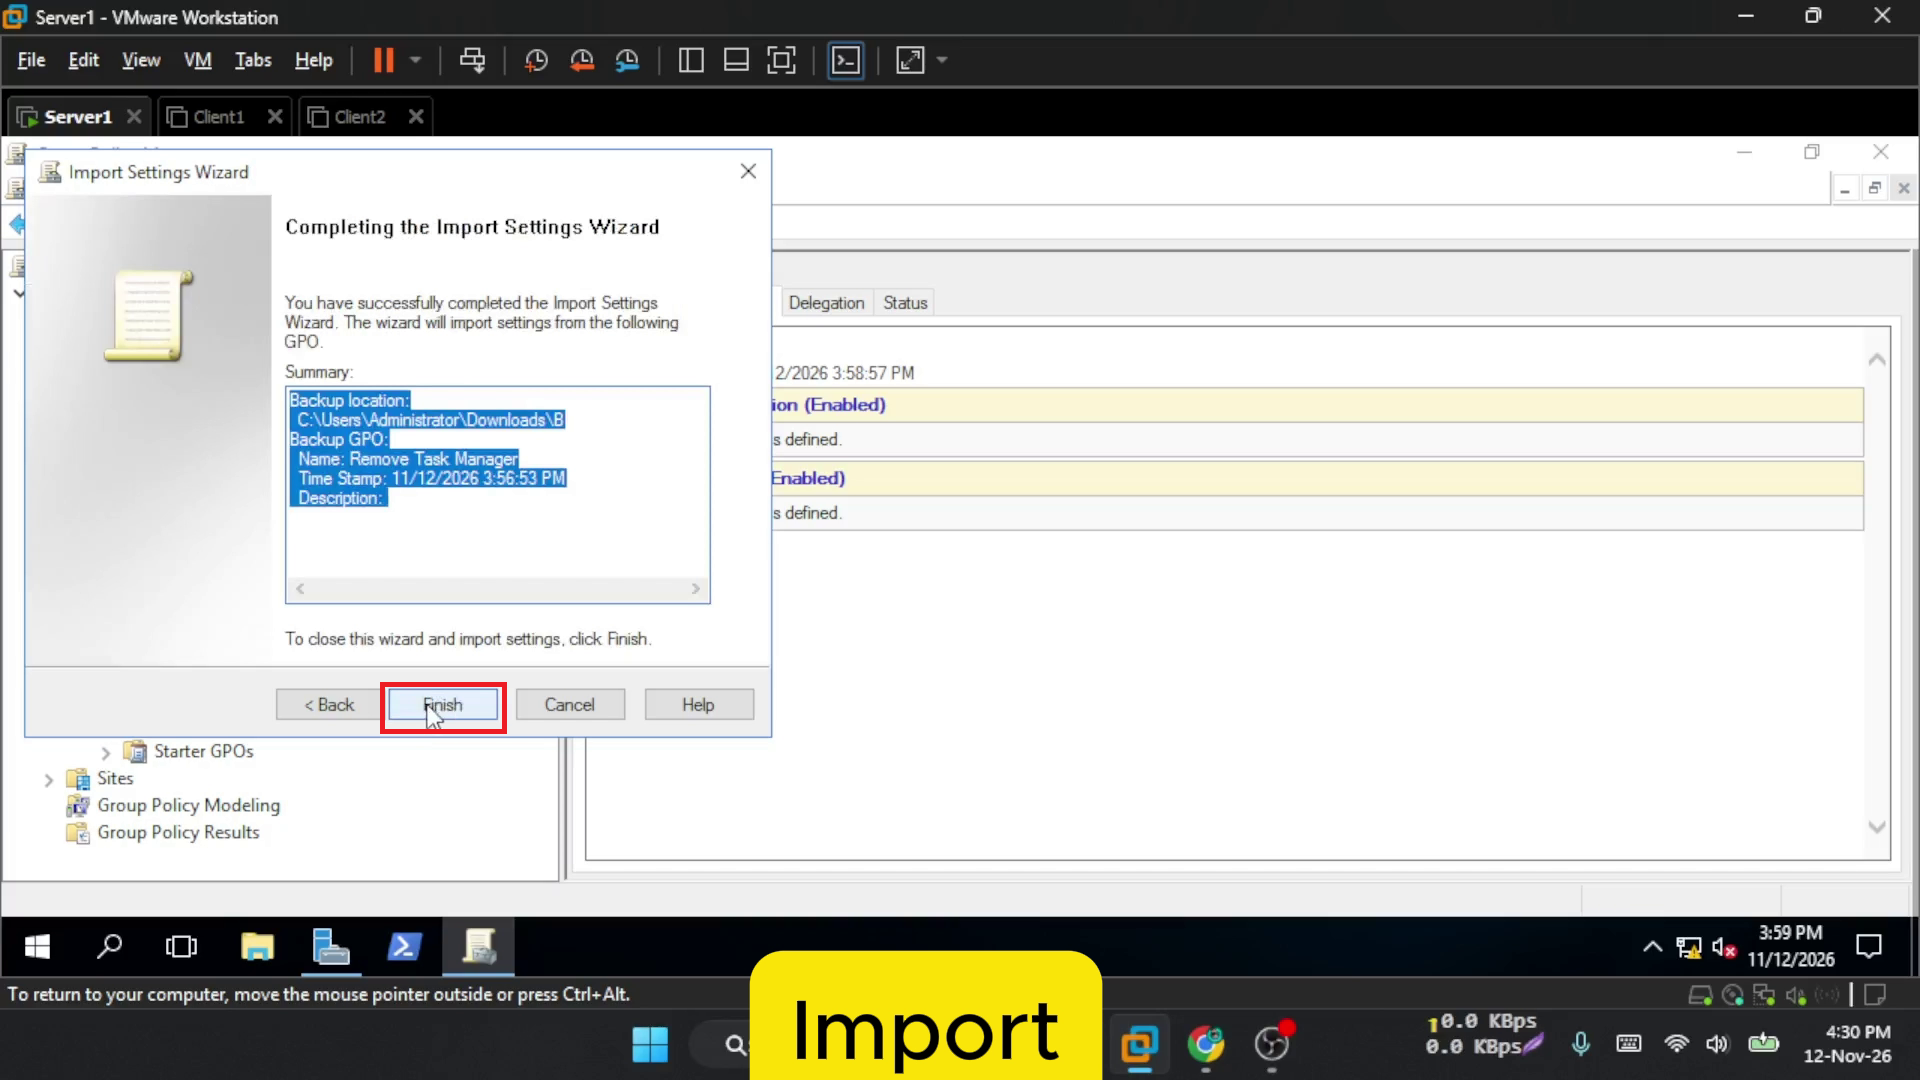 Server1 - VMware Workstation
File Edit View VM Tabs Help
Server1 Client1 Client2
Import Settings Wizard
Completing the Import Settings Wizard
You have successfully completed the Import Settings
Wizard. The wizard will import settings from the following
GPO.
Summary:
Backup location:
C:\Users\Administrator\Downloads\B
Backup GPO:
Name: Remove Task Manager
Time Stamp: 11/12/2026 3:56:53 PM
Description:
To close this wizard and import settings, click Finish.
< Back Finish Cancel Help
Delegation Status
2/2026 3:58:57 PM
ion (Enabled)
s defined.
Enabled)
s defined.
Starter GPOs
Sites
Group Policy Modeling
Group Policy Results
3:59 PM
11/12/2026
To return to your computer, move the mouse pointer outside or press Ctrl+Alt.
Import
0.0 KBps
0.0 KBps
4:30 PM
12-Nov-26